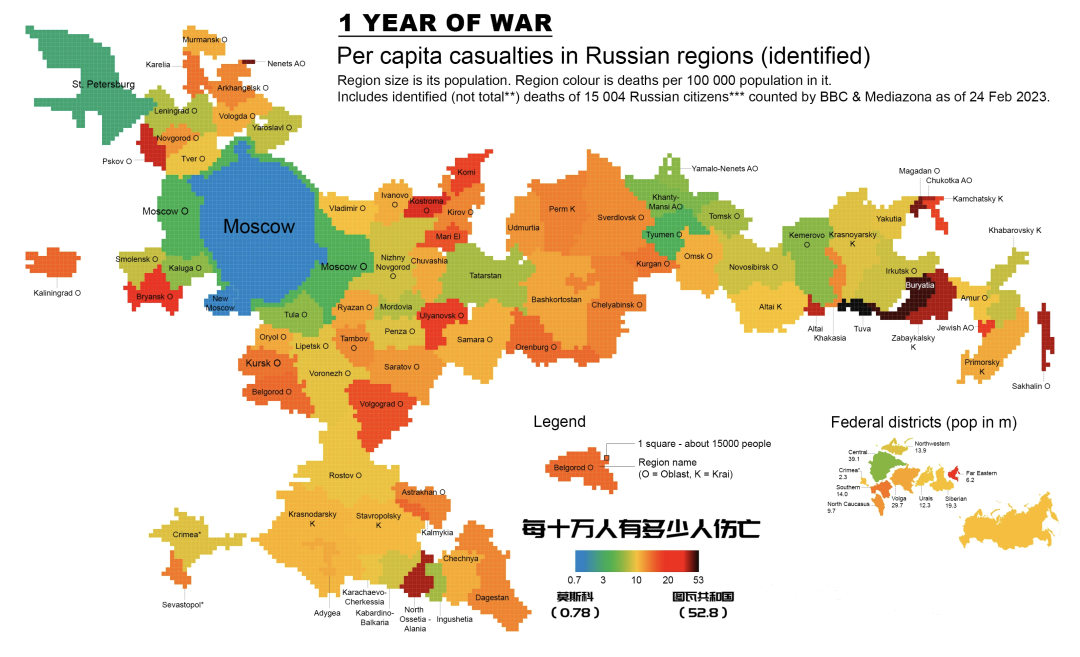 1 YEAR OF WAR
Per capita casualties in Russian regions (identified)
Region size is its population. Region colour is deaths per 100 000 population in it.
Includes identified (not total**) deaths of 15 004 Russian citizens*** counted by BBC & Mediazona as of 24 Feb 2023.
Murmansk O
Karelia
Nenets AO
St. Petersburg
Arkhangelsk O
Leningrad O
Vologda O
Yaroslavl O
Novgorod O
Pskov O
Tver O
Moscow O
Moscow
Moscow O
Vladimir O
Ivanovo
O
Kostroma
O
Komi
Kirov O
Mari El
Smolensk O
Kaluga O
Bryansk O
New
Moscow
Kaliningrad O
Nizhny
Novgorod
O
Chuvashia
Tatarstan
Udmurtia
Perm K
Sverdlovsk O
Yamalo-Nenets AO
Khanty-
Mansi AO
Tyumen O
Tomsk O
Kurgan O
Omsk O
Novosibirsk O
Kemerovo
O
Krasnoyarsky
K
Yakutia
Magadan O
Chukotka AO
Kamchatsky K
Khabarovsky K
Irkutsk O
Buryatia
Amur O
Jewish AO
Zabaykalsky
K
Tuva
Altai
Khakasia
Altai K
Primorsky
K
Sakhalin O
Tula O
Ryazan O
Mordovia
Ulyanovsk O
Bashkortostan
Chelyabinsk O
Oryol O
Lipetsk O
Tambov
O
Penza O
Samara O
Orenburg O
Kursk O
Voronezh O
Saratov O
Belgorod O
Volgograd O
Rostov O
Astrakhan O
Krasnodarsky
K
Stavropolsky
K
Kalmykia
Crimea*
Sevastopol*
Chechnya
Dagestan
Adygea
Karachaevo-
Cherkessia
Kabardino-
Balkaria
North
Ossetia -
Alania
Ingushetia
Legend
1 square - about 15000 people
Belgorod O
Region name
(O = Oblast, K = Krai)
每十万人有多少人伤亡
0.7 3 10 20 53
莫斯科
（0.78）
图瓦共和国
（52.8）
Federal districts (pop in m)
Northwestern
13.9
Central
39.1
Crimea*
2.3
Southern
14.0
North Caucasus
9.7
Volga
29.7
Urals
12.3
Siberian
19.3
Far Eastern
6.2